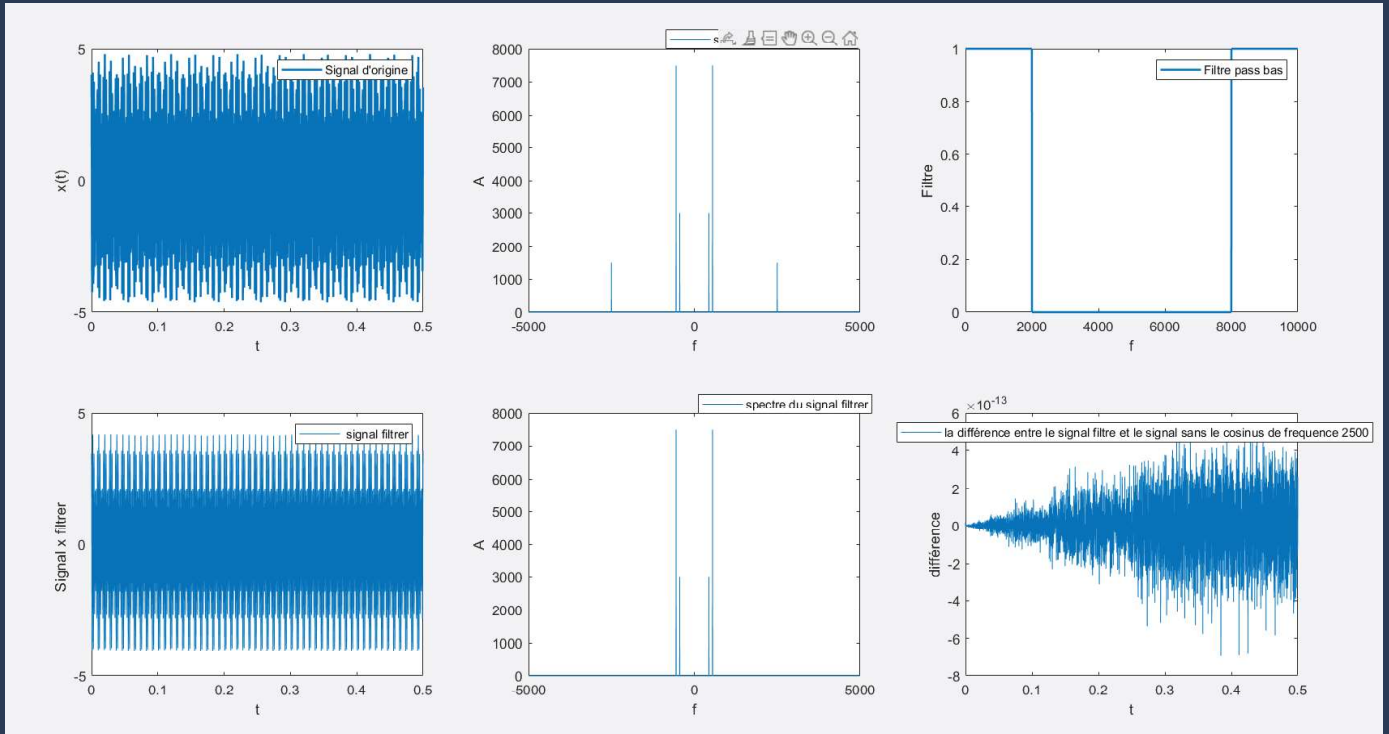 Signal d'origine
x(t)
5
0
-5
0 0.1 0.2 0.3 0.4 0.5
t
A
8000
7000
6000
5000
4000
3000
2000
1000
0
-5000 0 5000
f
Filtre pass bas
Filtre
1
0.8
0.6
0.4
0.2
0
0 2000 4000 6000 8000 10000
f
signal filtrer
Signal x filtrer
5
0
-5
0 0.1 0.2 0.3 0.4 0.5
t
spectre du signal filtrer
A
8000
7000
6000
5000
4000
3000
2000
1000
0
-5000 0 5000
f
×10⁻¹³
la différence entre le signal filtre et le signal sans le cosinus de frequence 2500
différence
6
4
2
0
-2
-4
-6
-8
0 0.1 0.2 0.3 0.4 0.5
t